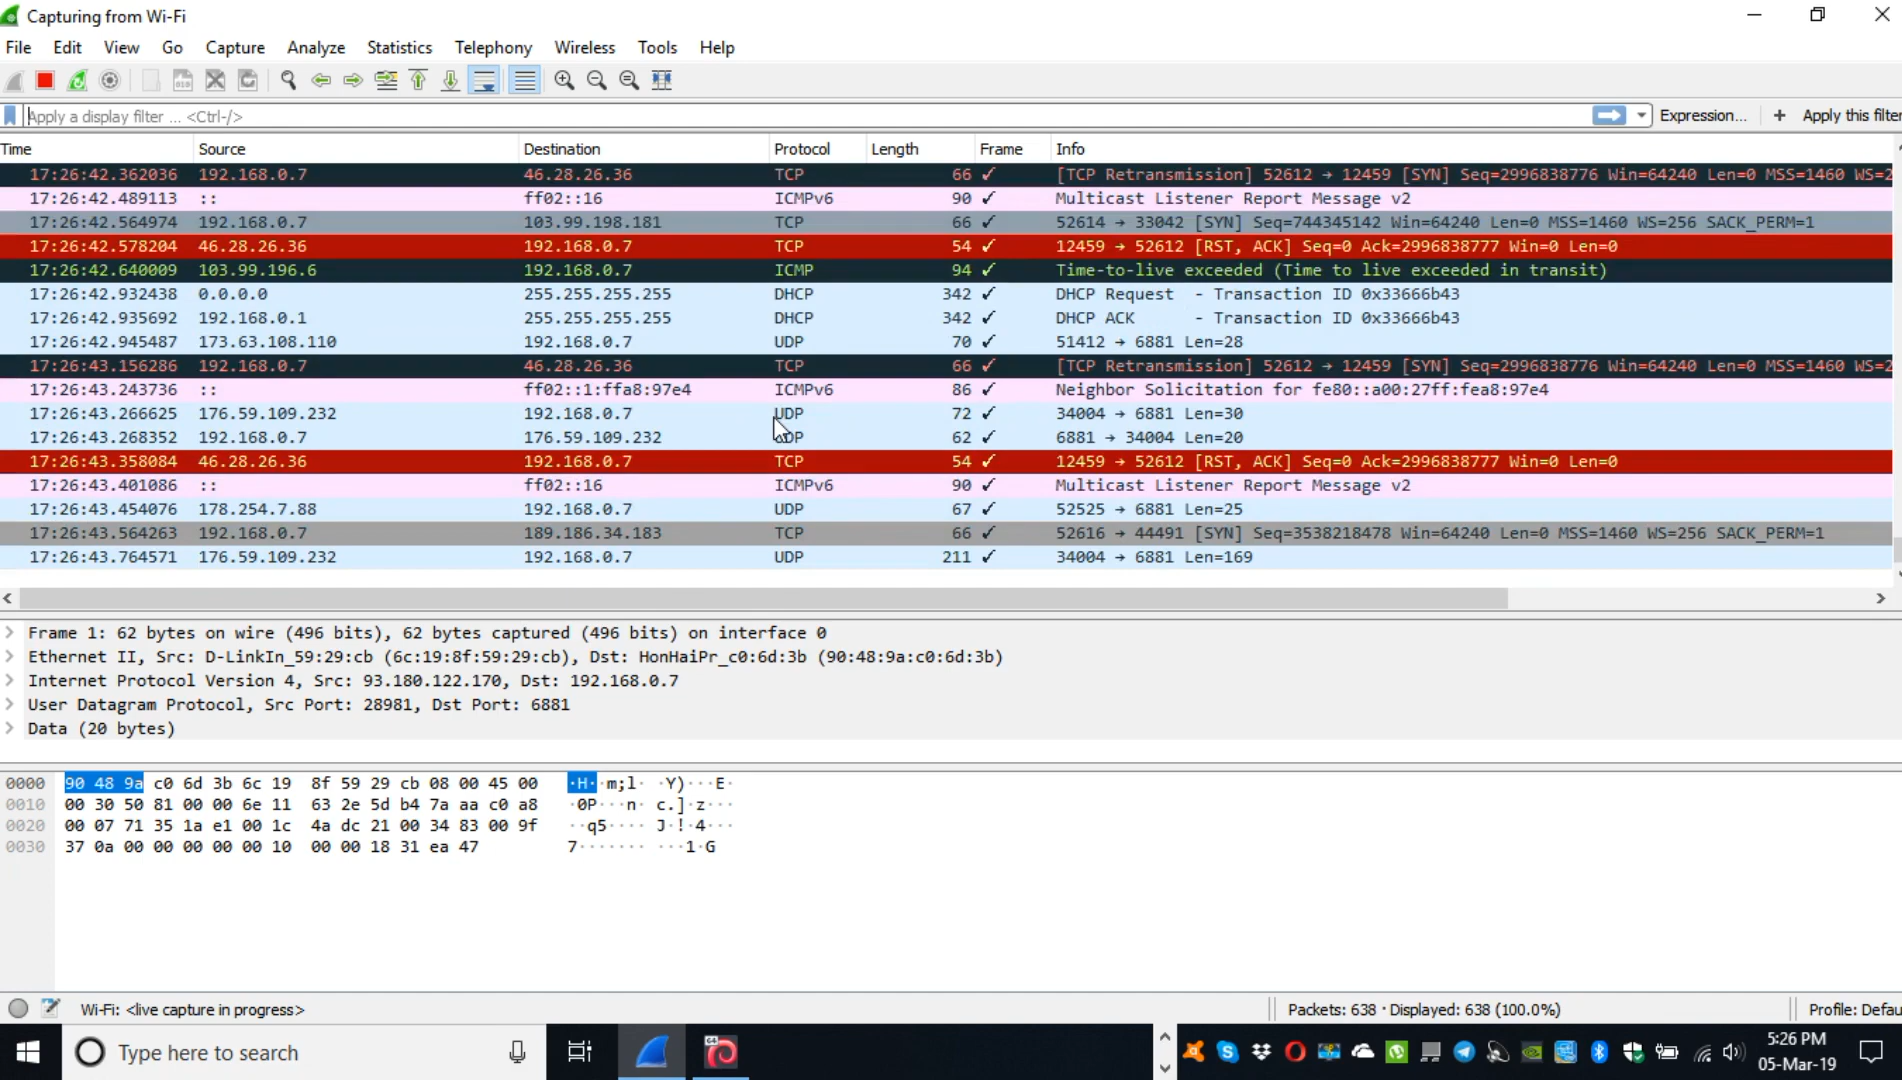 Capturing from Wi-Fi
File Edit View Go Capture Analyze Statistics Telephony Wireless Tools Help
Apply a display filter ... <Ctrl-/> Expression... + Apply this filter
Time Source Destination Protocol Length Frame Info
17:26:42.362036 192.168.0.7 46.28.26.36 TCP 66 ✓ [TCP Retransmission] 52612 → 12459 [SYN] Seq=2996838776 Win=64240 Len=0 MSS=1460 WS=2
17:26:42.489113 :: ff02::16 ICMPv6 90 ✓ Multicast Listener Report Message v2
17:26:42.564974 192.168.0.7 103.99.198.181 TCP 66 ✓ 52614 → 33042 [SYN] Seq=744345142 Win=64240 Len=0 MSS=1460 WS=256 SACK_PERM=1
17:26:42.578204 46.28.26.36 192.168.0.7 TCP 54 ✓ 12459 → 52612 [RST, ACK] Seq=0 Ack=2996838777 Win=0 Len=0
17:26:42.640009 103.99.196.6 192.168.0.7 ICMP 94 ✓ Time-to-live exceeded (Time to live exceeded in transit)
17:26:42.932438 0.0.0.0 255.255.255.255 DHCP 342 ✓ DHCP Request - Transaction ID 0x33666b43
17:26:42.935692 192.168.0.1 255.255.255.255 DHCP 342 ✓ DHCP ACK - Transaction ID 0x33666b43
17:26:42.945487 173.63.108.110 192.168.0.7 UDP 70 ✓ 51412 → 6881 Len=28
17:26:43.156286 192.168.0.7 46.28.26.36 TCP 66 ✓ [TCP Retransmission] 52612 → 12459 [SYN] Seq=2996838776 Win=64240 Len=0 MSS=1460 WS=2
17:26:43.243736 :: ff02::1:ffa8:97e4 ICMPv6 86 ✓ Neighbor Solicitation for fe80::a00:27ff:fea8:97e4
17:26:43.266625 176.59.109.232 192.168.0.7 UDP 72 ✓ 34004 → 6881 Len=30
17:26:43.268352 192.168.0.7 176.59.109.232 UDP 62 ✓ 6881 → 34004 Len=20
17:26:43.358084 46.28.26.36 192.168.0.7 TCP 54 ✓ 12459 → 52612 [RST, ACK] Seq=0 Ack=2996838777 Win=0 Len=0
17:26:43.401086 :: ff02::16 ICMPv6 90 ✓ Multicast Listener Report Message v2
17:26:43.454076 178.254.7.88 192.168.0.7 UDP 67 ✓ 52525 → 6881 Len=25
17:26:43.564263 192.168.0.7 189.186.34.183 TCP 66 ✓ 52616 → 44491 [SYN] Seq=3538218478 Win=64240 Len=0 MSS=1460 WS=256 SACK_PERM=1
17:26:43.764571 176.59.109.232 192.168.0.7 UDP 211 ✓ 34004 → 6881 Len=169
Frame 1: 62 bytes on wire (496 bits), 62 bytes captured (496 bits) on interface 0
Ethernet II, Src: D-LinkIn_59:29:cb (6c:19:8f:59:29:cb), Dst: HonHaiPr_c0:6d:3b (90:48:9a:c0:6d:3b)
Internet Protocol Version 4, Src: 93.180.122.170, Dst: 192.168.0.7
User Datagram Protocol, Src Port: 28981, Dst Port: 6881
Data (20 bytes)
0000 90 48 9a c0 6d 3b 6c 19 8f 59 29 cb 08 00 45 00 ·H··m;l· ·Y)···E·
0010 00 30 50 81 00 00 6e 11 63 2e 5d b4 7a aa c0 a8 ·0P···n· c.]·z···
0020 00 07 71 35 1a e1 00 1c 4a dc 21 00 34 83 00 9f ··q5···· J·!·4···
0030 37 0a 00 00 00 00 00 10 00 00 18 31 ea 47 7······· ···1·G
Wi-Fi: <live capture in progress> Packets: 638 · Displayed: 638 (100.0%) Profile: Defau
Type here to search
64
5:26 PM
05-Mar-19